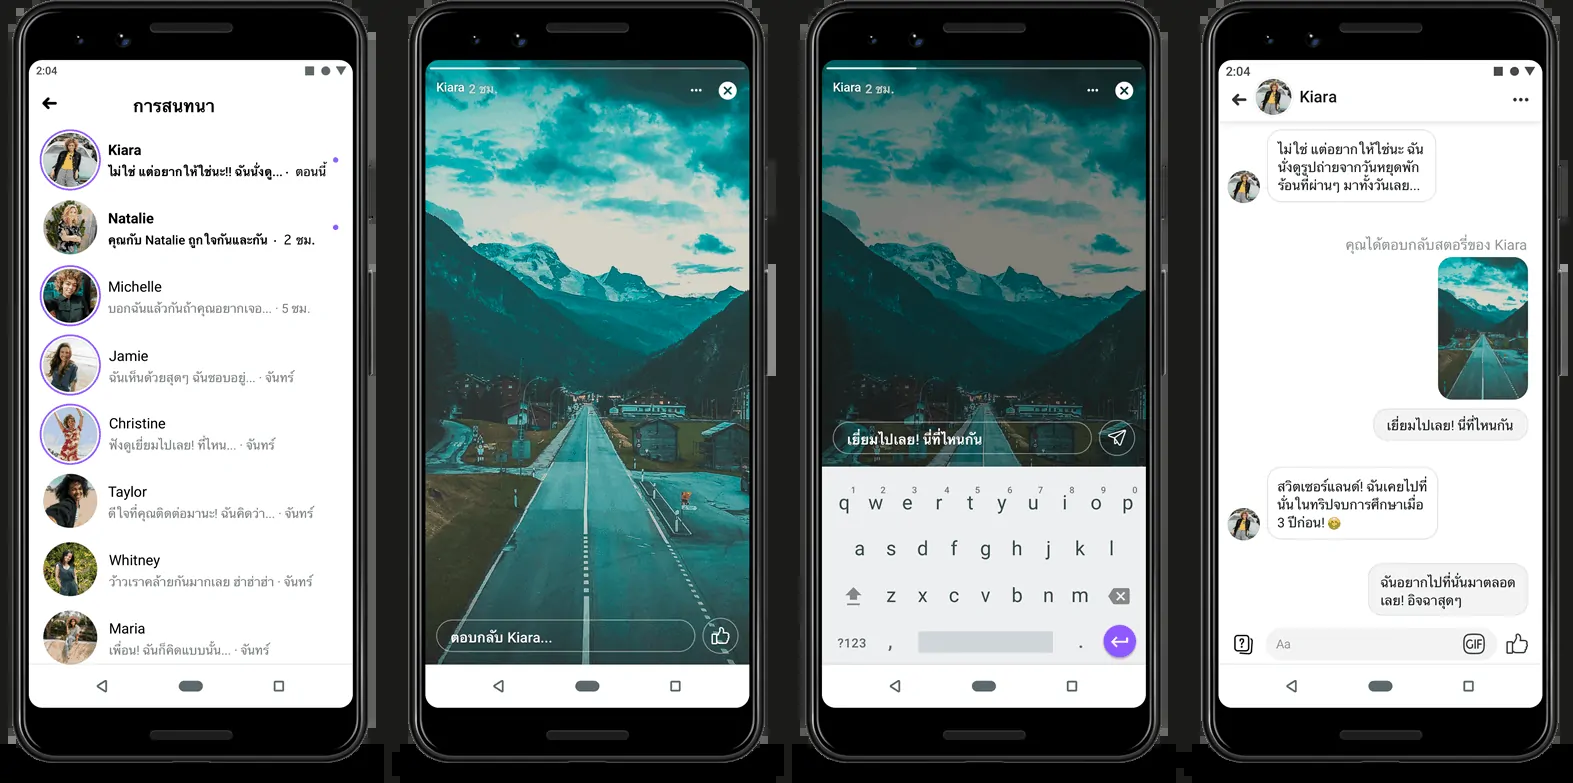 2:04
การสนทนา
Kiara
ไม่ใช่ แต่อยากให้ใช่นะ!! ฉันนั่งดู... · ตอนนี้
Natalie
คุณกับ Natalie ถูกใจกันและกัน · 2 ชม.
Michelle
บอกฉันแล้วกันถ้าคุณอยากเจอ... · 5 ชม.
Jamie
ฉันเห็นด้วยสุดๆ ฉันชอบอยู่... · จันทร์
Christine
ฟังดูเยี่ยมไปเลย! ที่ไหน... · จันทร์
Taylor
ดีใจที่คุณติดต่อมานะ! ฉันคิดว่า... · จันทร์
Whitney
ว้าวเราคล้ายกันมากเลย ฮ่าฮ่าฮ่า · จันทร์
Maria
เพื่อน! ฉันก็คิดแบบนั้น... · จันทร์
Kiara 2 ชม.
ตอบกลับ Kiara...
Kiara 2 ชม.
เยี่ยมไปเลย! นี่ที่ไหนกัน
1 2 3 4 5 6 7 8 9 0
q w e r t y u i o p
a s d f g h j k l
z x c v b n m
?123 , .
2:04
Kiara
ไม่ใช่ แต่อยากให้ใช่นะ ฉัน
นั่งดูรูปถ่ายจากวันหยุดพัก
ร้อนที่ผ่านๆ มาทั้งวันเลย...
คุณได้ตอบกลับสตอรี่ของ Kiara
เยี่ยมไปเลย! นี่ที่ไหนกัน
สวิตเซอร์แลนด์! ฉันเคยไปที่
นั่นในทริปจบการศึกษาเมื่อ
3 ปีก่อน! 😆
ฉันอยากไปที่นั่นมาตลอด
เลย! อิจฉาสุดๆ
Aa
GIF